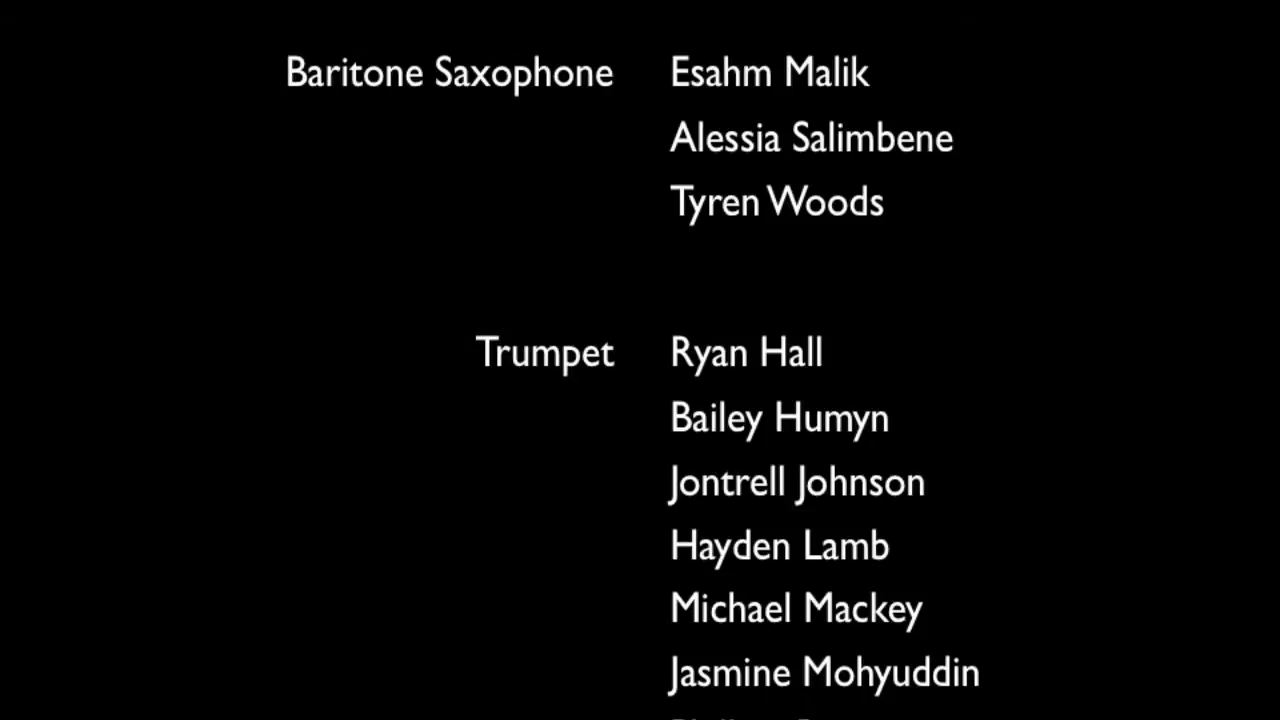 Baritone Saxophone Esahm Malik
Alessia Salimbene
Tyren Woods
Trumpet Ryan Hall
Bailey Humyn
Jontrell Johnson
Hayden Lamb
Michael Mackey
Jasmine Mohyuddin